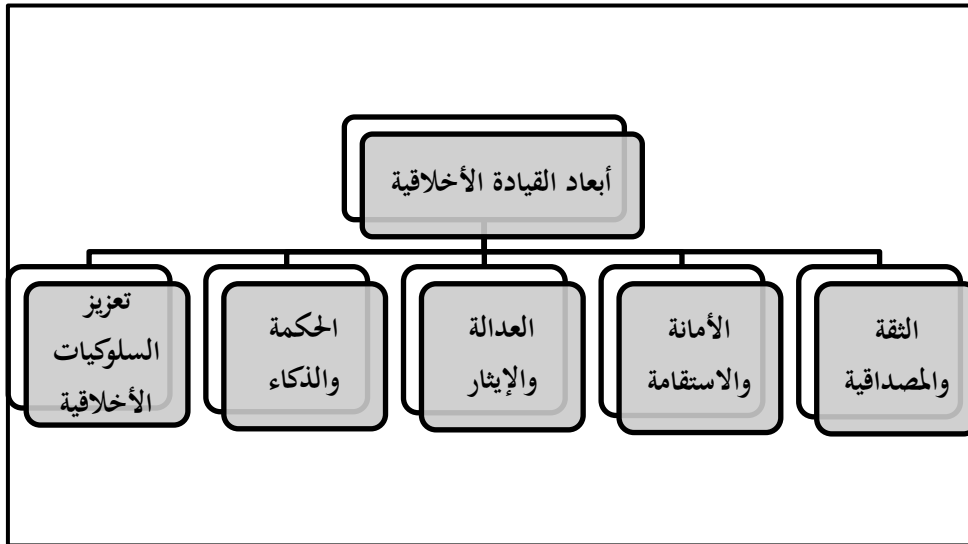 أبعاد القيادة الأخلاقية
الثقة
والمصداقية
الأمانة
والاستقامة
العدالة
والإيثار
الحكمة
والذكاء
تعزيز
السلوكيات
الأخلاقية